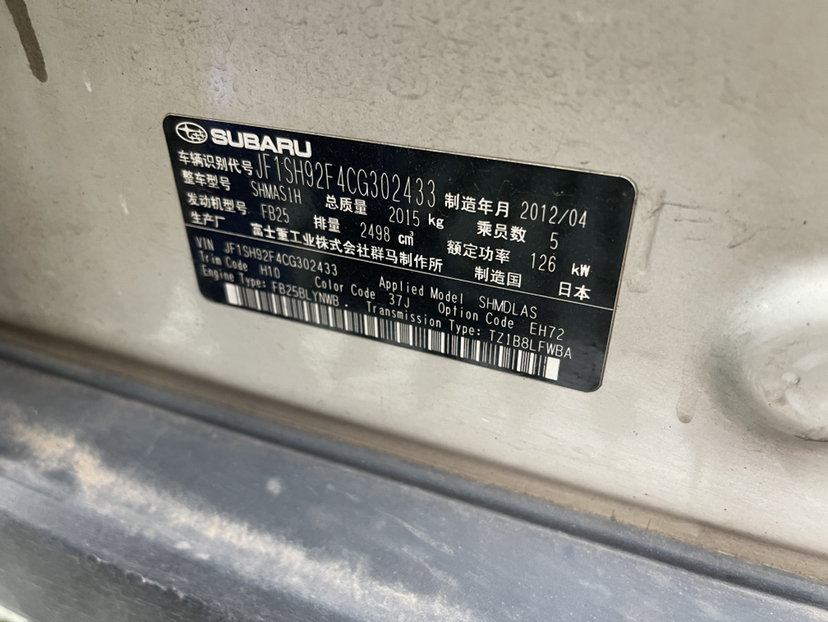 SUBARU
车辆识别代号 JF1SH92F4CG302433 制造年月 2012/04
整车型号 SHMAS1H 总质量 2015 kg 乘员数 5
发动机型号 FB25 排量 2498 cm³ 额定功率 126 kW
生产厂 富士重工业株式会社群马制作所 制造国 日本
VIN JF1SH92F4CG302433 Applied Model SHMDLAS
Trim Code H10 Color Code 37J Option Code EH72
Engine Type: FB25BLYNWB. Transmission Type: TZ1B8LFWBA